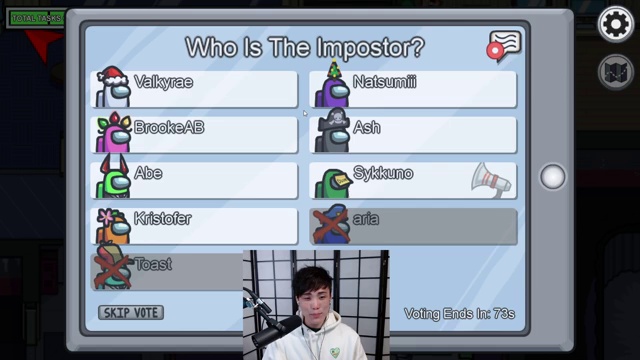 TOTAL TASKS
Who Is The Impostor?
Valkyrae
Natsumiii
BrookeAB
Ash
Abe
Sykkuno
Kristofer
aria
Toast
SKIP VOTE
Voting Ends In: 73s